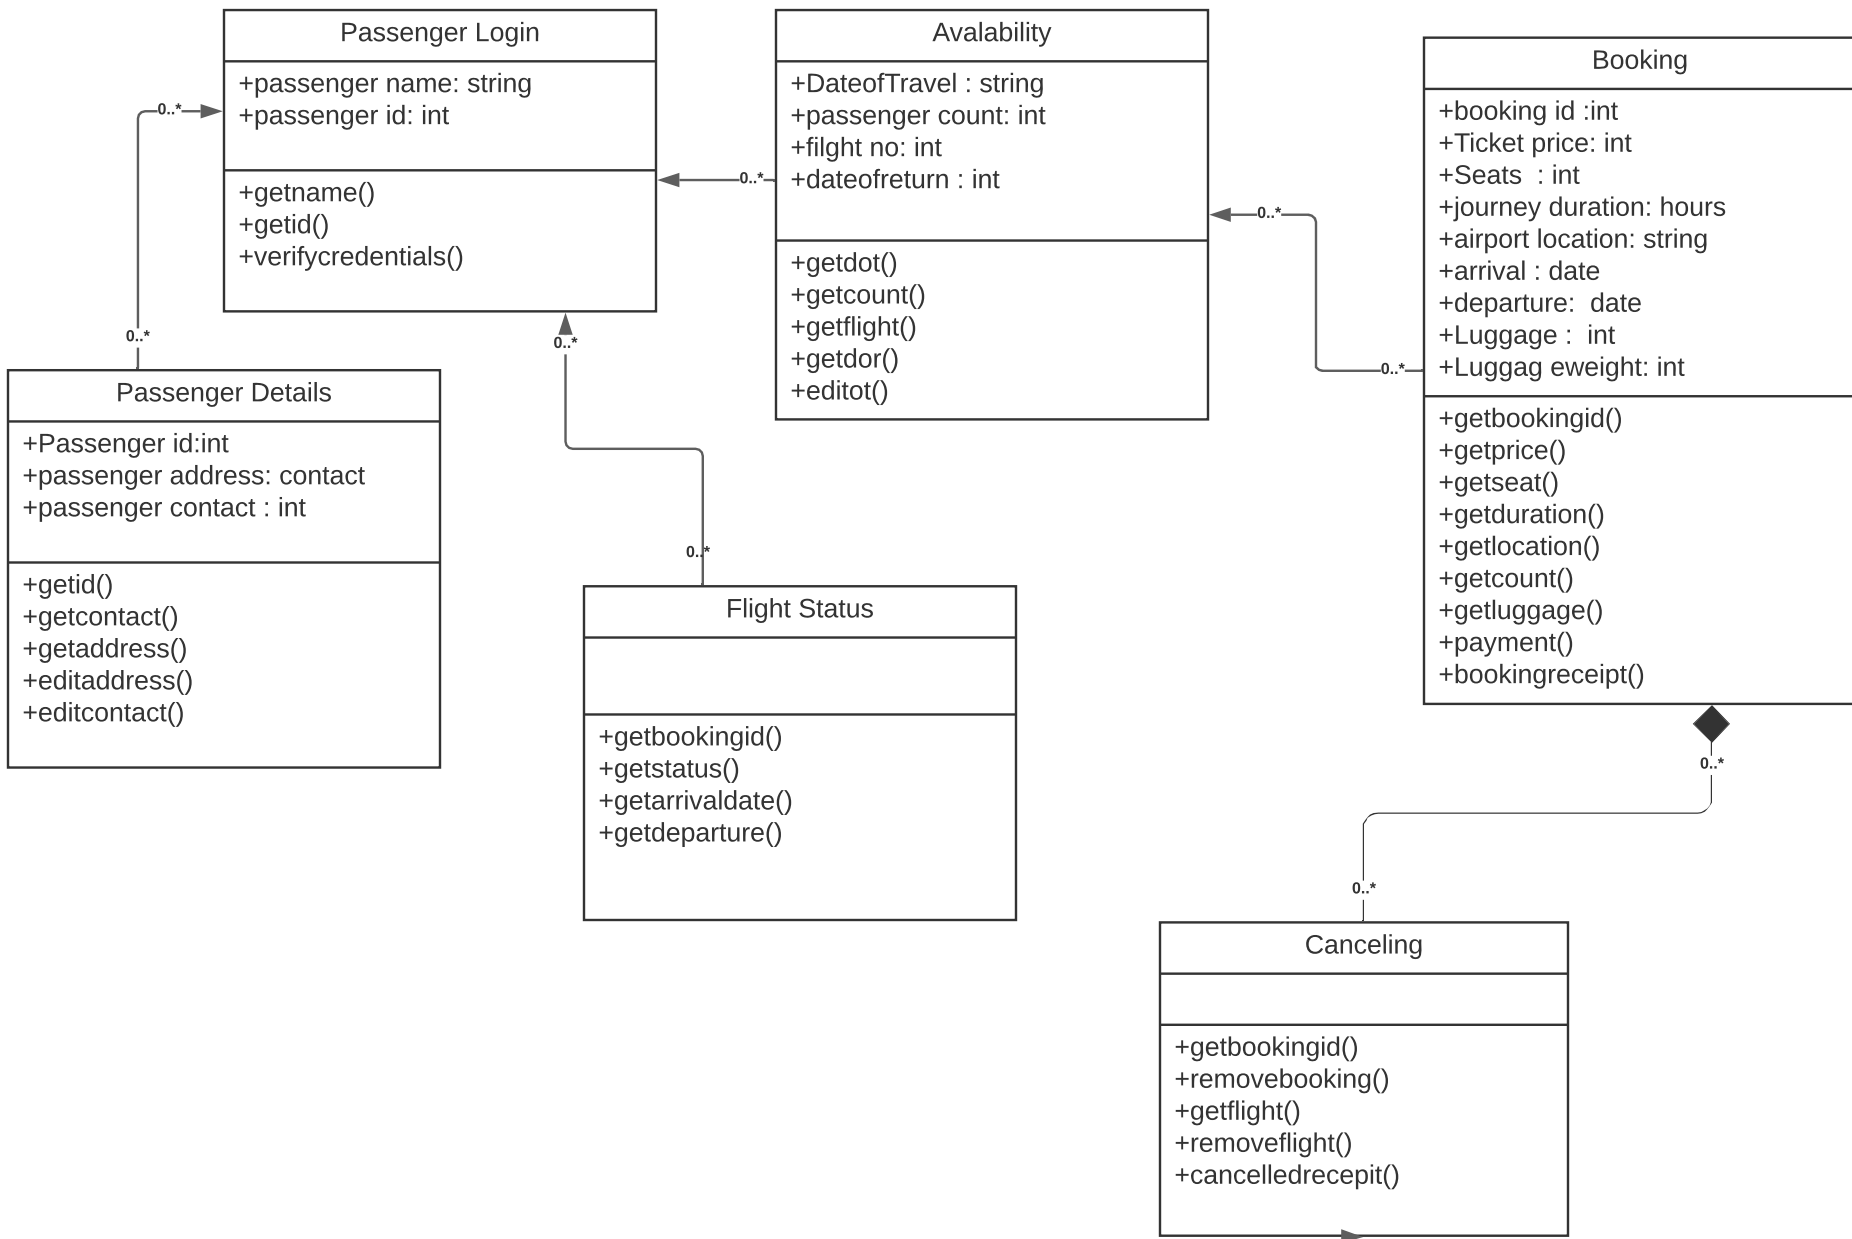 Passenger Login
+passenger name: string
+passenger id: int
+getname()
+getid()
+verifycredentials()
Avalability
+DateofTravel : string
+passenger count: int
+filght no: int
+dateofreturn : int
+getdot()
+getcount()
+getflight()
+getdor()
+editot()
Booking
+booking id :int
+Ticket price: int
+Seats  : int
+journey duration: hours
+airport location: string
+arrival : date
+departure:  date
+Luggage :  int
+Luggag eweight: int
+getbookingid()
+getprice()
+getseat()
+getduration()
+getlocation()
+getcount()
+getluggage()
+payment()
+bookingreceipt()
0..*
0..*
0..*
0..*
0..*
0..*
0..*
Passenger Details
+Passenger id:int
+passenger address: contact
+passenger contact : int
+getid()
+getcontact()
+getaddress()
+editaddress()
+editcontact()
Flight Status
+getbookingid()
+getstatus()
+getarrivaldate()
+getdeparture()
0..*
0..*
Canceling
+getbookingid()
+removebooking()
+getflight()
+removeflight()
+cancelledrecepit()